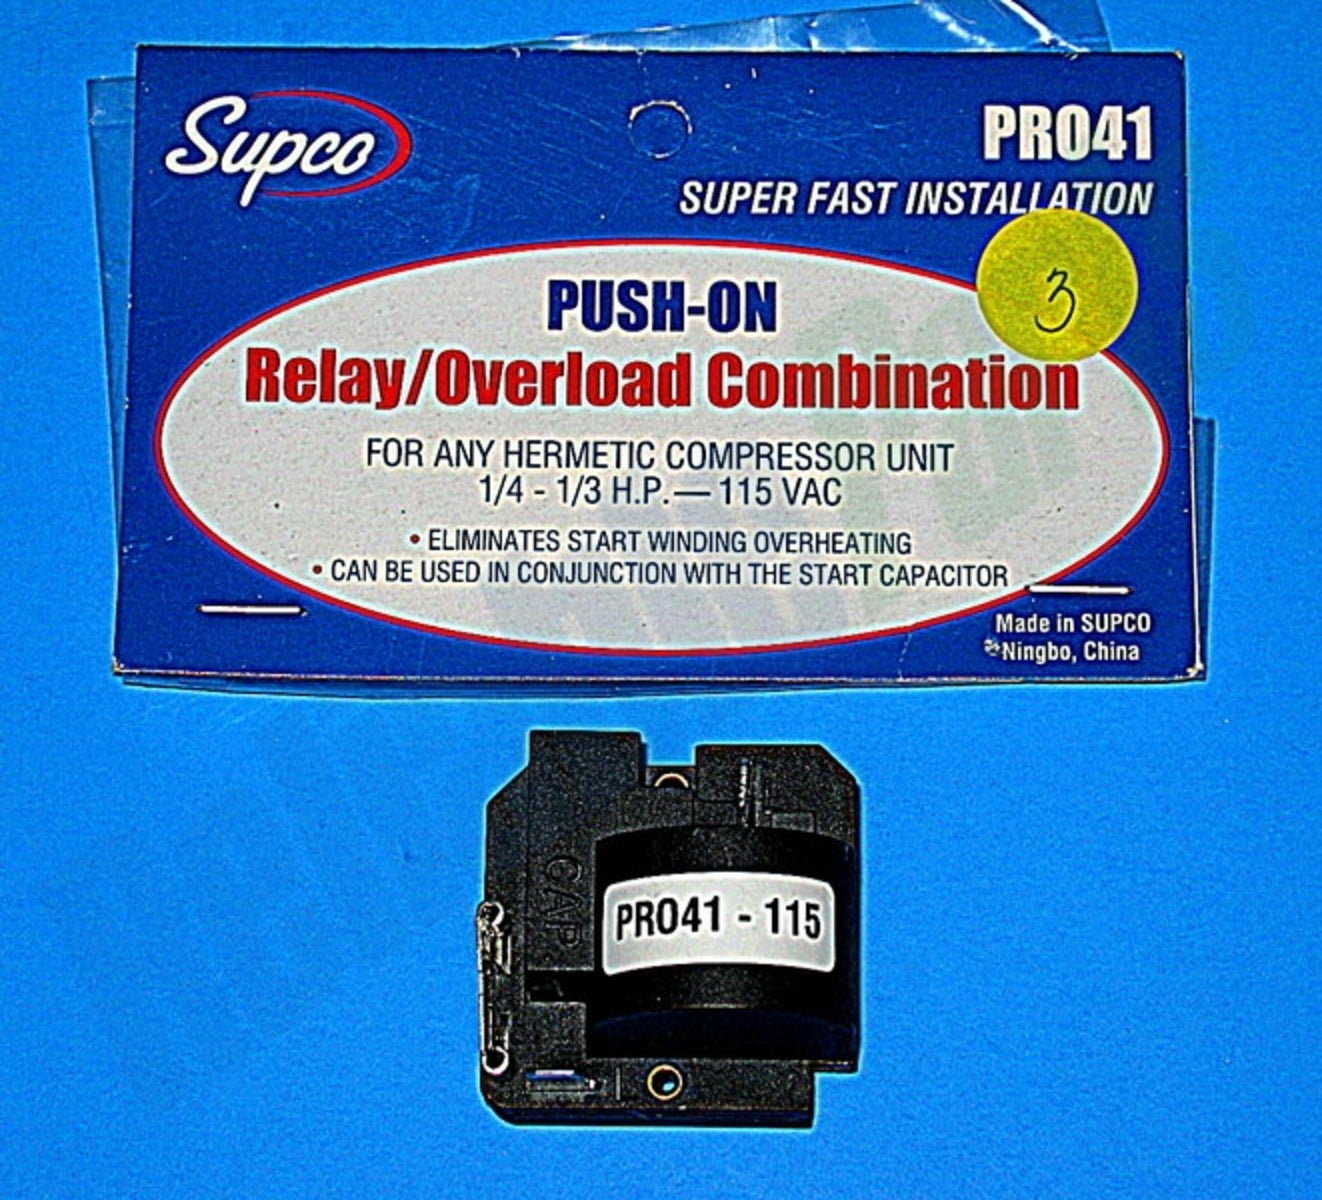 Supco
PRO41
SUPER FAST INSTALLATION
3
PUSH-ON
Relay/Overload Combination
FOR ANY HERMETIC COMPRESSOR UNIT
1/4 - 1/3 H.P.— 115 VAC
• ELIMINATES START WINDING OVERHEATING
• CAN BE USED IN CONJUNCTION WITH THE START CAPACITOR
Made in SUPCO
Ningbo, China
CAP.
PRO41 - 115